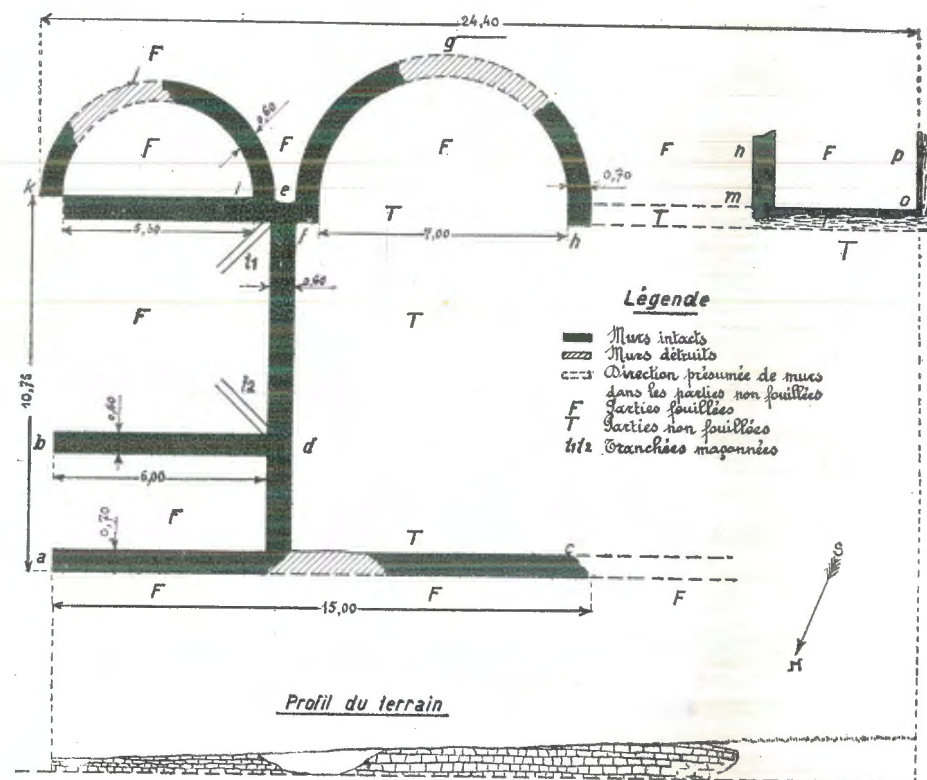 24,40
g
F
j
F
0,60
F
F
F
F
n
F
p
k
i
e
m
o
0,70
T
T
T
f
5,50
7,00
h
t1
0,60
Légende
F
T
Murs intacts
Murs détruits
Direction présumée de murs
dans les parties non fouillées
F Parties fouillées
T Parties non fouillées
t1t2 Tranchées maçonnées
10,75
t2
0,60
b
d
6,00
F
0,70
T
a
c
S
F
F
F
15,00
N
Profil du terrain